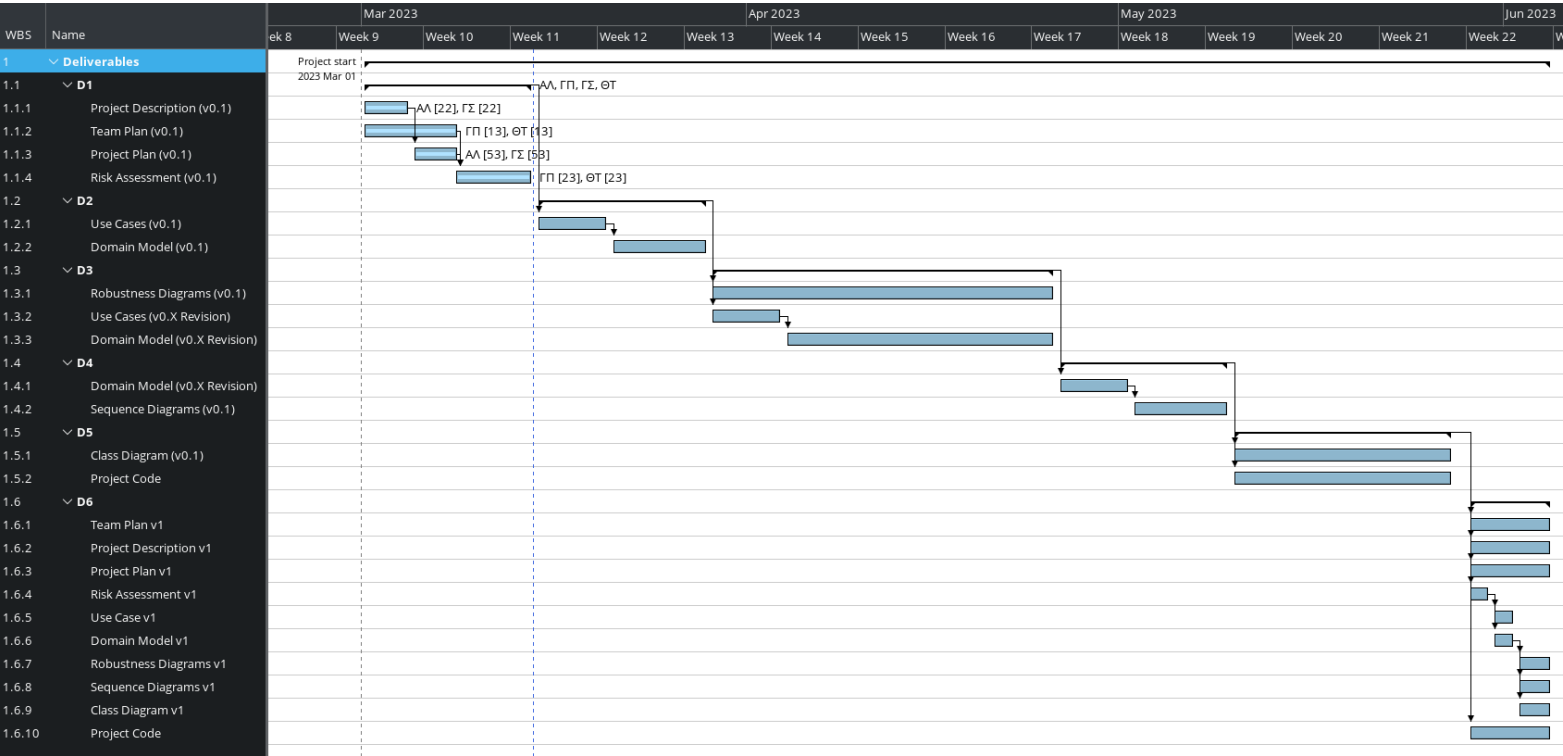 Mar 2023 Apr 2023 May 2023 Jun 2023
WBS Name ek 8 Week 9 Week 10 Week 11 Week 12 Week 13 Week 14 Week 15 Week 16 Week 17 Week 18 Week 19 Week 20 Week 21 Week 22 W
1 Deliverables Project start
2023 Mar 01
1.1 D1 ΑΛ, ΓΠ, ΓΣ, ΘΤ
1.1.1 Project Description (v0.1) ΑΛ [22], ΓΣ [22]
1.1.2 Team Plan (v0.1) ΓΠ [13], ΘΤ [13]
1.1.3 Project Plan (v0.1) ΑΛ [53], ΓΣ [53]
1.1.4 Risk Assessment (v0.1) ΓΠ [23], ΘΤ [23]
1.2 D2
1.2.1 Use Cases (v0.1)
1.2.2 Domain Model (v0.1)
1.3 D3
1.3.1 Robustness Diagrams (v0.1)
1.3.2 Use Cases (v0.X Revision)
1.3.3 Domain Model (v0.X Revision)
1.4 D4
1.4.1 Domain Model (v0.X Revision)
1.4.2 Sequence Diagrams (v0.1)
1.5 D5
1.5.1 Class Diagram (v0.1)
1.5.2 Project Code
1.6 D6
1.6.1 Team Plan v1
1.6.2 Project Description v1
1.6.3 Project Plan v1
1.6.4 Risk Assessment v1
1.6.5 Use Case v1
1.6.6 Domain Model v1
1.6.7 Robustness Diagrams v1
1.6.8 Sequence Diagrams v1
1.6.9 Class Diagram v1
1.6.10 Project Code